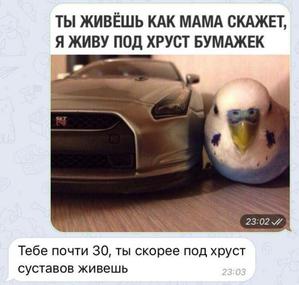 ТЫ ЖИВЁШЬ КАК МАМА СКАЖЕТ,
Я ЖИВУ ПОД ХРУСТ БУМАЖЕК
23:02
Тебе почти 30, ты скорее под хруст
суставов живешь
23:03